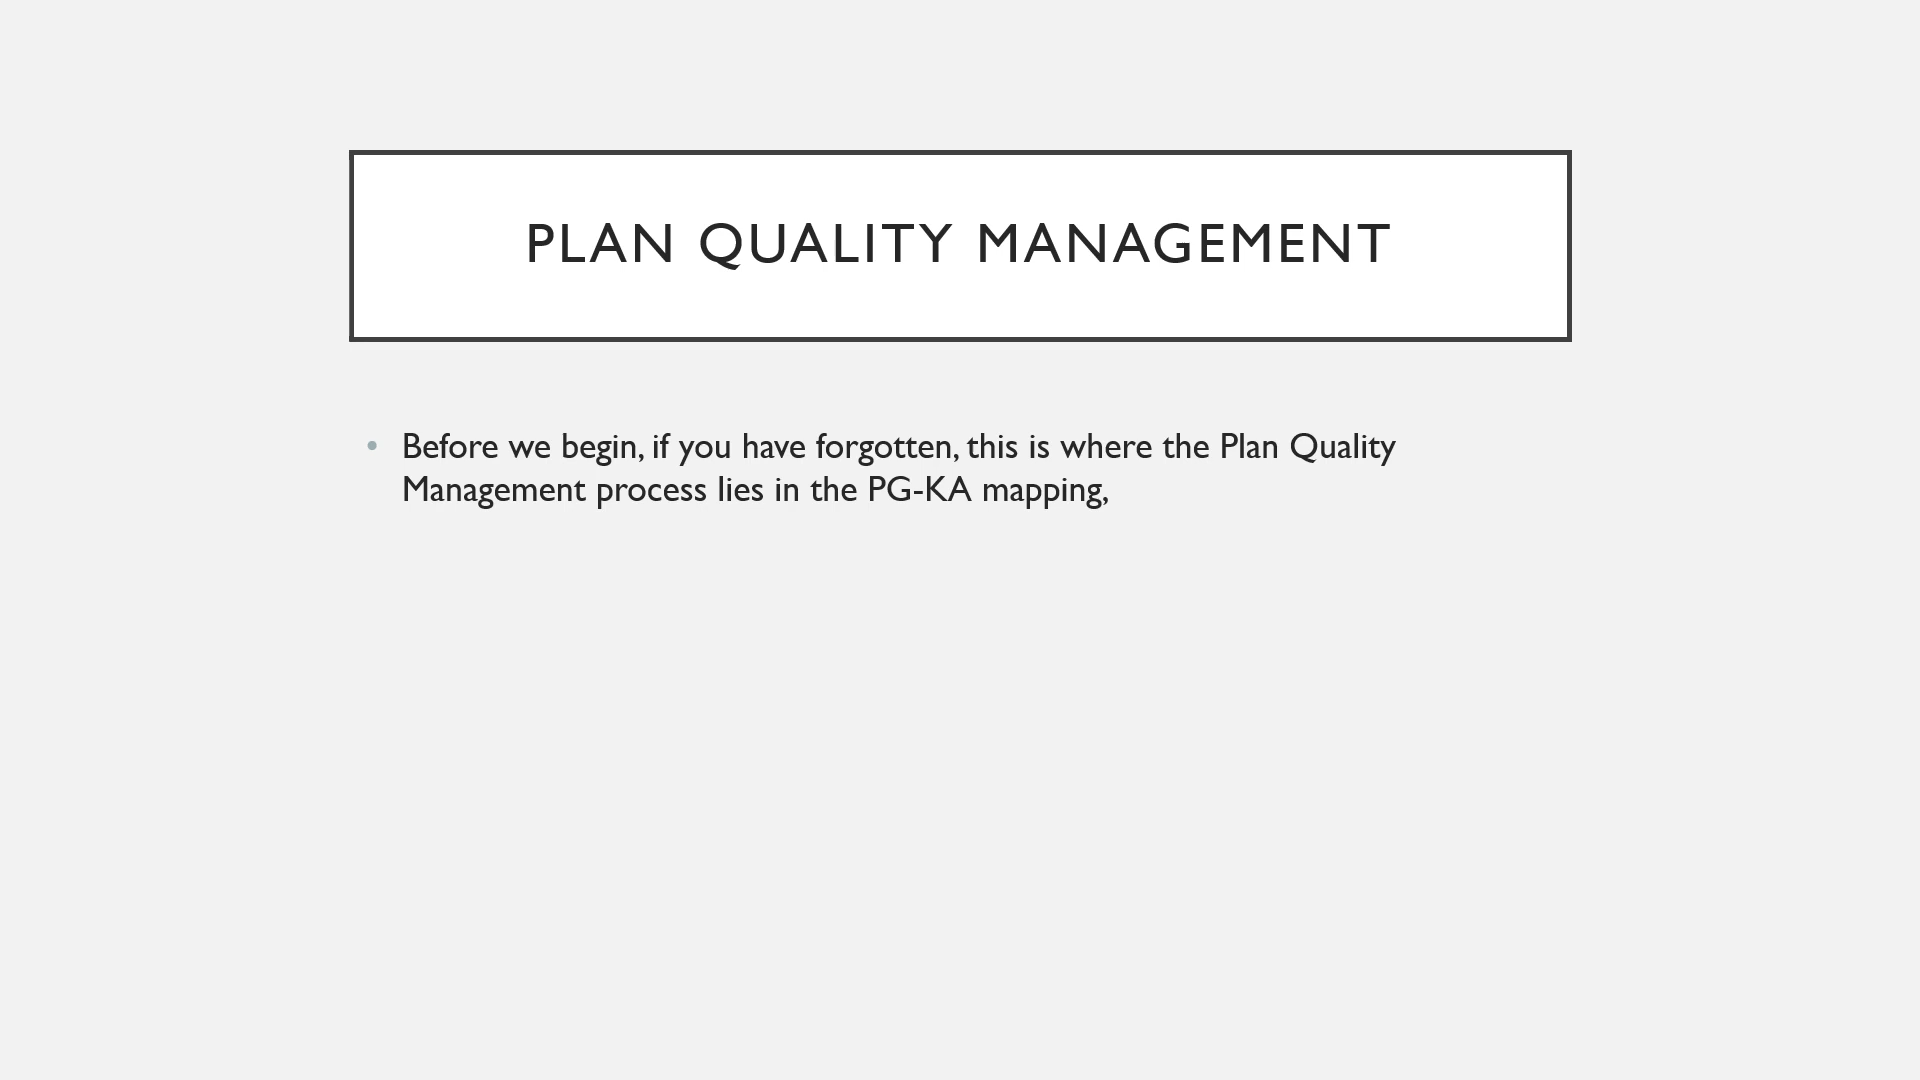 PLAN QUALITY MANAGEMENT
• Before we begin, if you have forgotten, this is where the Plan Quality
Management process lies in the PG-KA mapping,